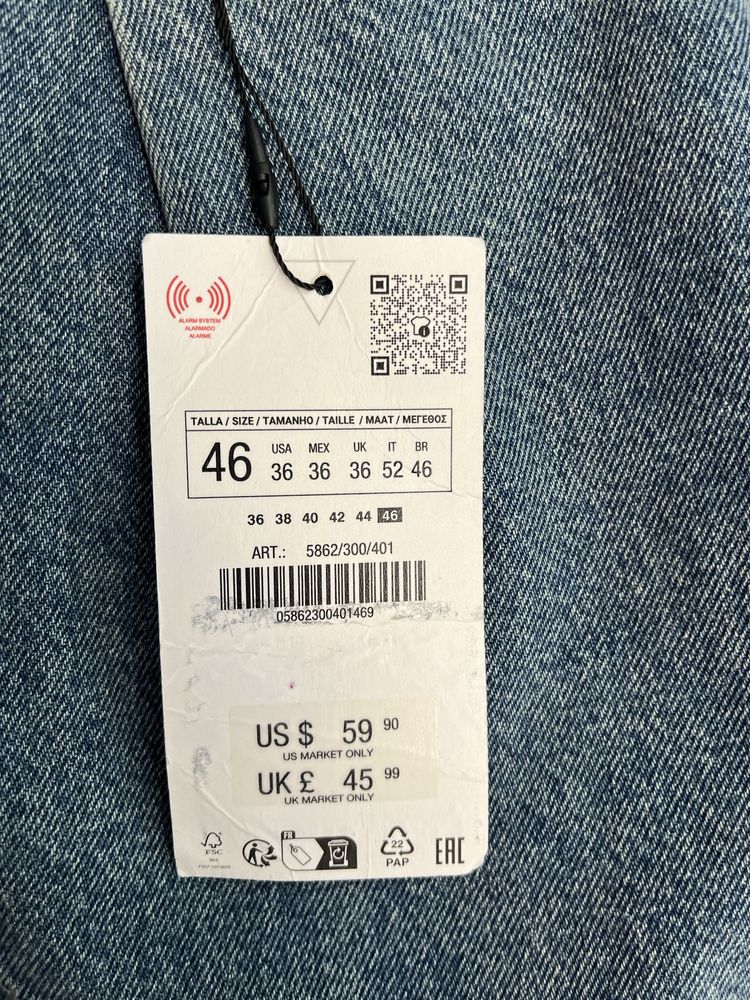 ALARM SYSTEM
ALARMADO
ALARME
TALLA / SIZE / TAMANHO / TAILLE / MAAT / ΜΕΓΕΘΟΣ
46
USA MEX UK IT BR
36 36 36 52 46
36 38 40 42 44 46
ART.: 5862/300/401
05862300401469
US $ 59 90
US MARKET ONLY
UK £ 45 99
UK MARKET ONLY
FR
22
PAP
FSC
MIX
EAC